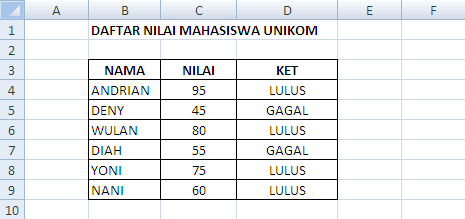 A B C D E F
1 DAFTAR NILAI MAHASISWA UNIKOM
2
3 NAMA NILAI KET
4 ANDRIAN 95 LULUS
5 DENY 45 GAGAL
6 WULAN 80 LULUS
7 DIAH 55 GAGAL
8 YONI 75 LULUS
9 NANI 60 LULUS
10